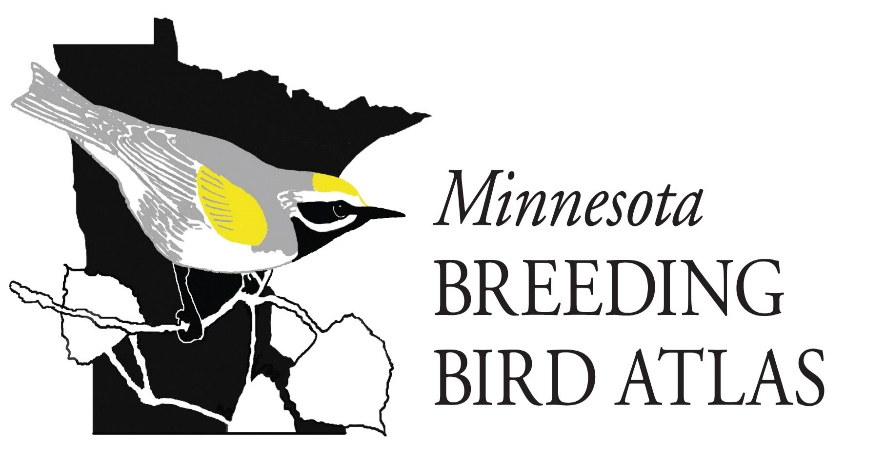 Minnesota
BREEDING
BIRD ATLAS